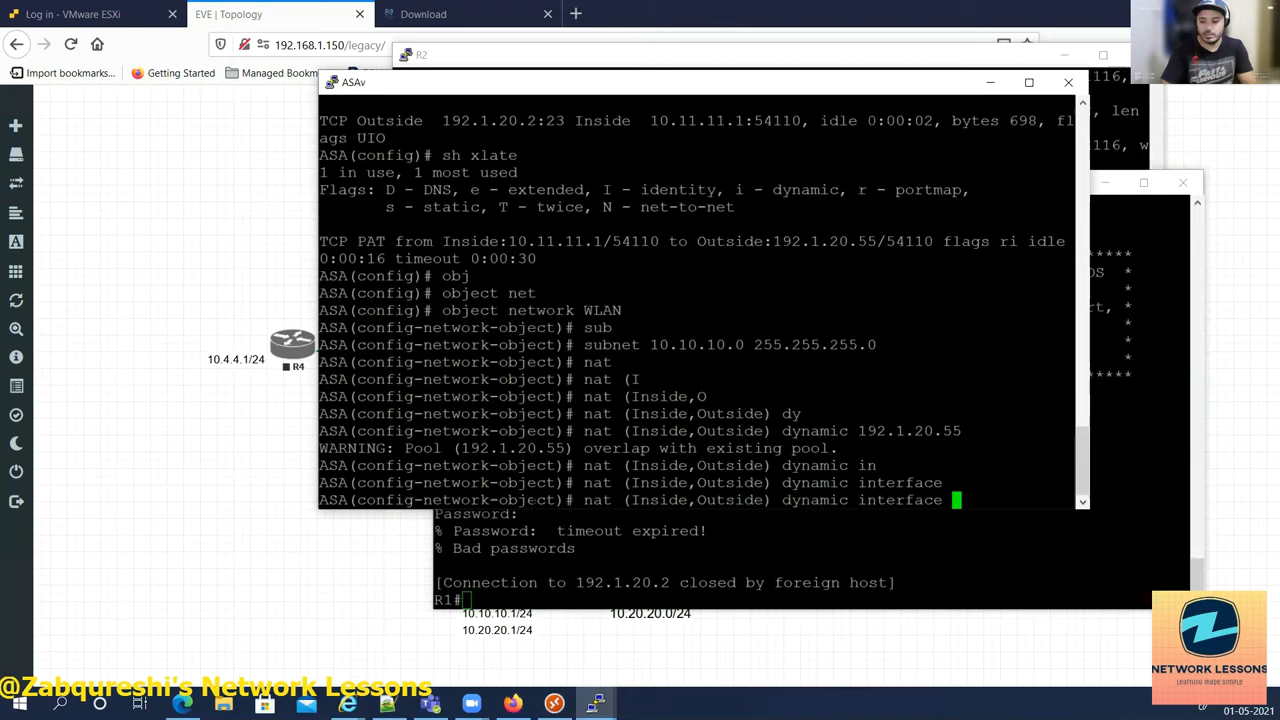 Log in - VMware ESXi
EVE | Topology
Download
192.168.1.150/legacy/
Import bookmarks...
Getting Started
Managed Bookm
R2
ASAv
TCP Outside 192.1.20.2:23 Inside 10.11.11.1:54110, idle 0:00:02, bytes 698, fl
ags UIO
ASA(config)# sh xlate
1 in use, 1 most used
Flags: D - DNS, e - extended, I - identity, i - dynamic, r - portmap,
s - static, T - twice, N - net-to-net
TCP PAT from Inside:10.11.11.1/54110 to Outside:192.1.20.55/54110 flags ri idle
0:00:16 timeout 0:00:30
ASA(config)# obj
ASA(config)# object net
ASA(config)# object network WLAN
ASA(config-network-object)# sub
ASA(config-network-object)# subnet 10.10.10.0 255.255.255.0
ASA(config-network-object)# nat
ASA(config-network-object)# nat (I
ASA(config-network-object)# nat (Inside,O
ASA(config-network-object)# nat (Inside,Outside) dy
ASA(config-network-object)# nat (Inside,Outside) dynamic 192.1.20.55
WARNING: Pool (192.1.20.55) overlap with existing pool.
ASA(config-network-object)# nat (Inside,Outside) dynamic in
ASA(config-network-object)# nat (Inside,Outside) dynamic interface
ASA(config-network-object)# nat (Inside,Outside) dynamic interface
116,
, len
116, w
*****
OS *
*
rt, *
*
*
*
*****
10.4.4.1/24
R4
Password:
% Password: timeout expired!
% Bad passwords
[Connection to 192.1.20.2 closed by foreign host]
R1#
10.10.10.1/24
10.20.20.0/24
10.20.20.1/24
NETWORK LESSONS
LEARNING MADE SIMPLE
@Zabqureshi's Network Lessons
01-05-2021